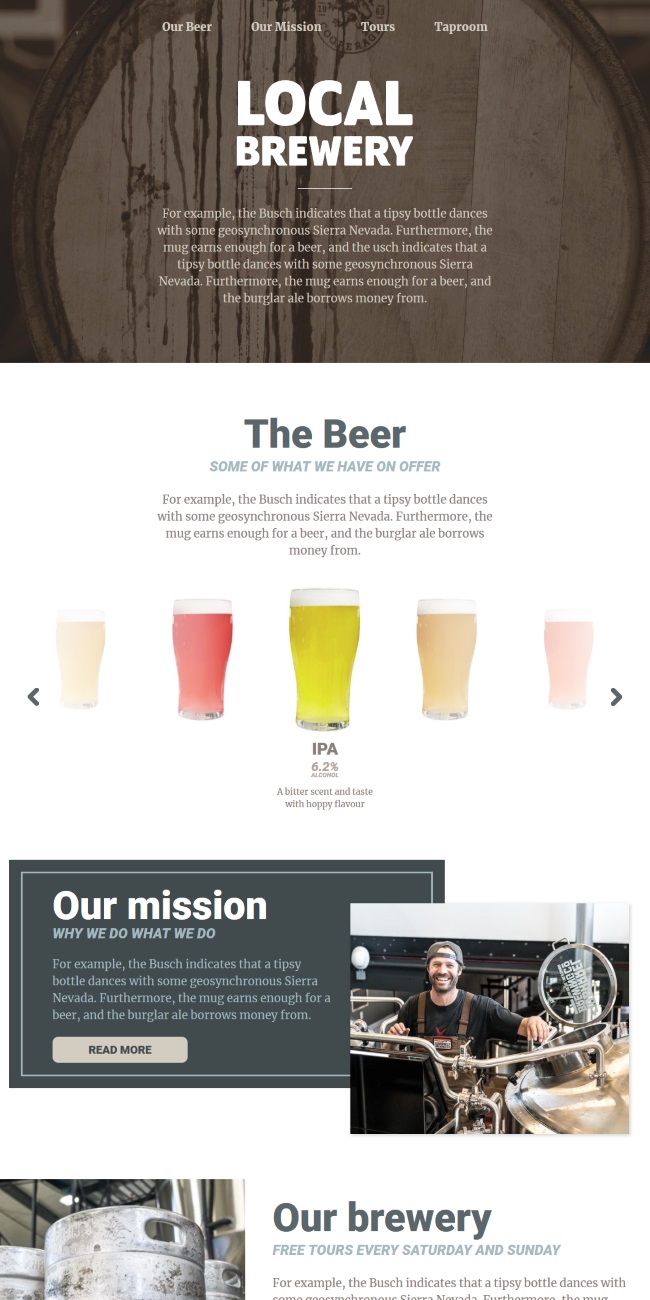 Our Beer Our Mission Tours Taproom
LOCAL
BREWERY
For example, the Busch indicates that a tipsy bottle dances
with some geosynchronous Sierra Nevada. Furthermore, the
mug earns enough for a beer, and the usch indicates that a
tipsy bottle dances with some geosynchronous Sierra
Nevada. Furthermore, the mug earns enough for a beer, and
the burglar ale borrows money from.
The Beer
SOME OF WHAT WE HAVE ON OFFER
For example, the Busch indicates that a tipsy bottle dances
with some geosynchronous Sierra Nevada. Furthermore, the
mug earns enough for a beer, and the burglar ale borrows
money from.
IPA
6.2%
ALCOHOL
A bitter scent and taste
with hoppy flavour
Our mission
WHY WE DO WHAT WE DO
For example, the Busch indicates that a tipsy
bottle dances with some geosynchronous Sierra
Nevada. Furthermore, the mug earns enough for a
beer, and the burglar ale borrows money from.
READ MORE
Our brewery
FREE TOURS EVERY SATURDAY AND SUNDAY
For example, the Busch indicates that a tipsy bottle dances with
some geosynchronous Sierra Nevada. Furthermore, the mug